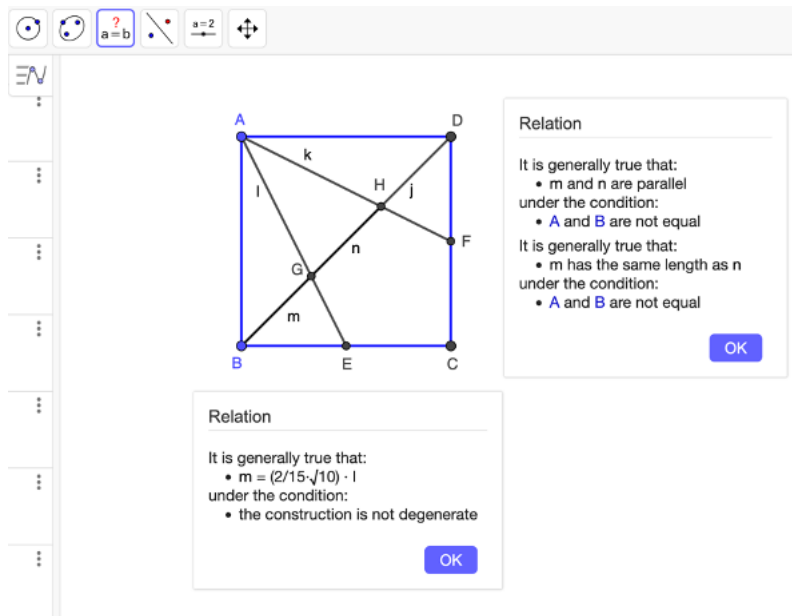 ?
a=b
a=2
A
D
k
H
j
l
F
n
G
m
B
E
C
Relation
It is generally true that:
• m and n are parallel
under the condition:
• A and B are not equal
It is generally true that:
• m has the same length as n
under the condition:
• A and B are not equal
OK
Relation
It is generally true that:
• m = (2/15·√10) · l
under the condition:
• the construction is not degenerate
OK